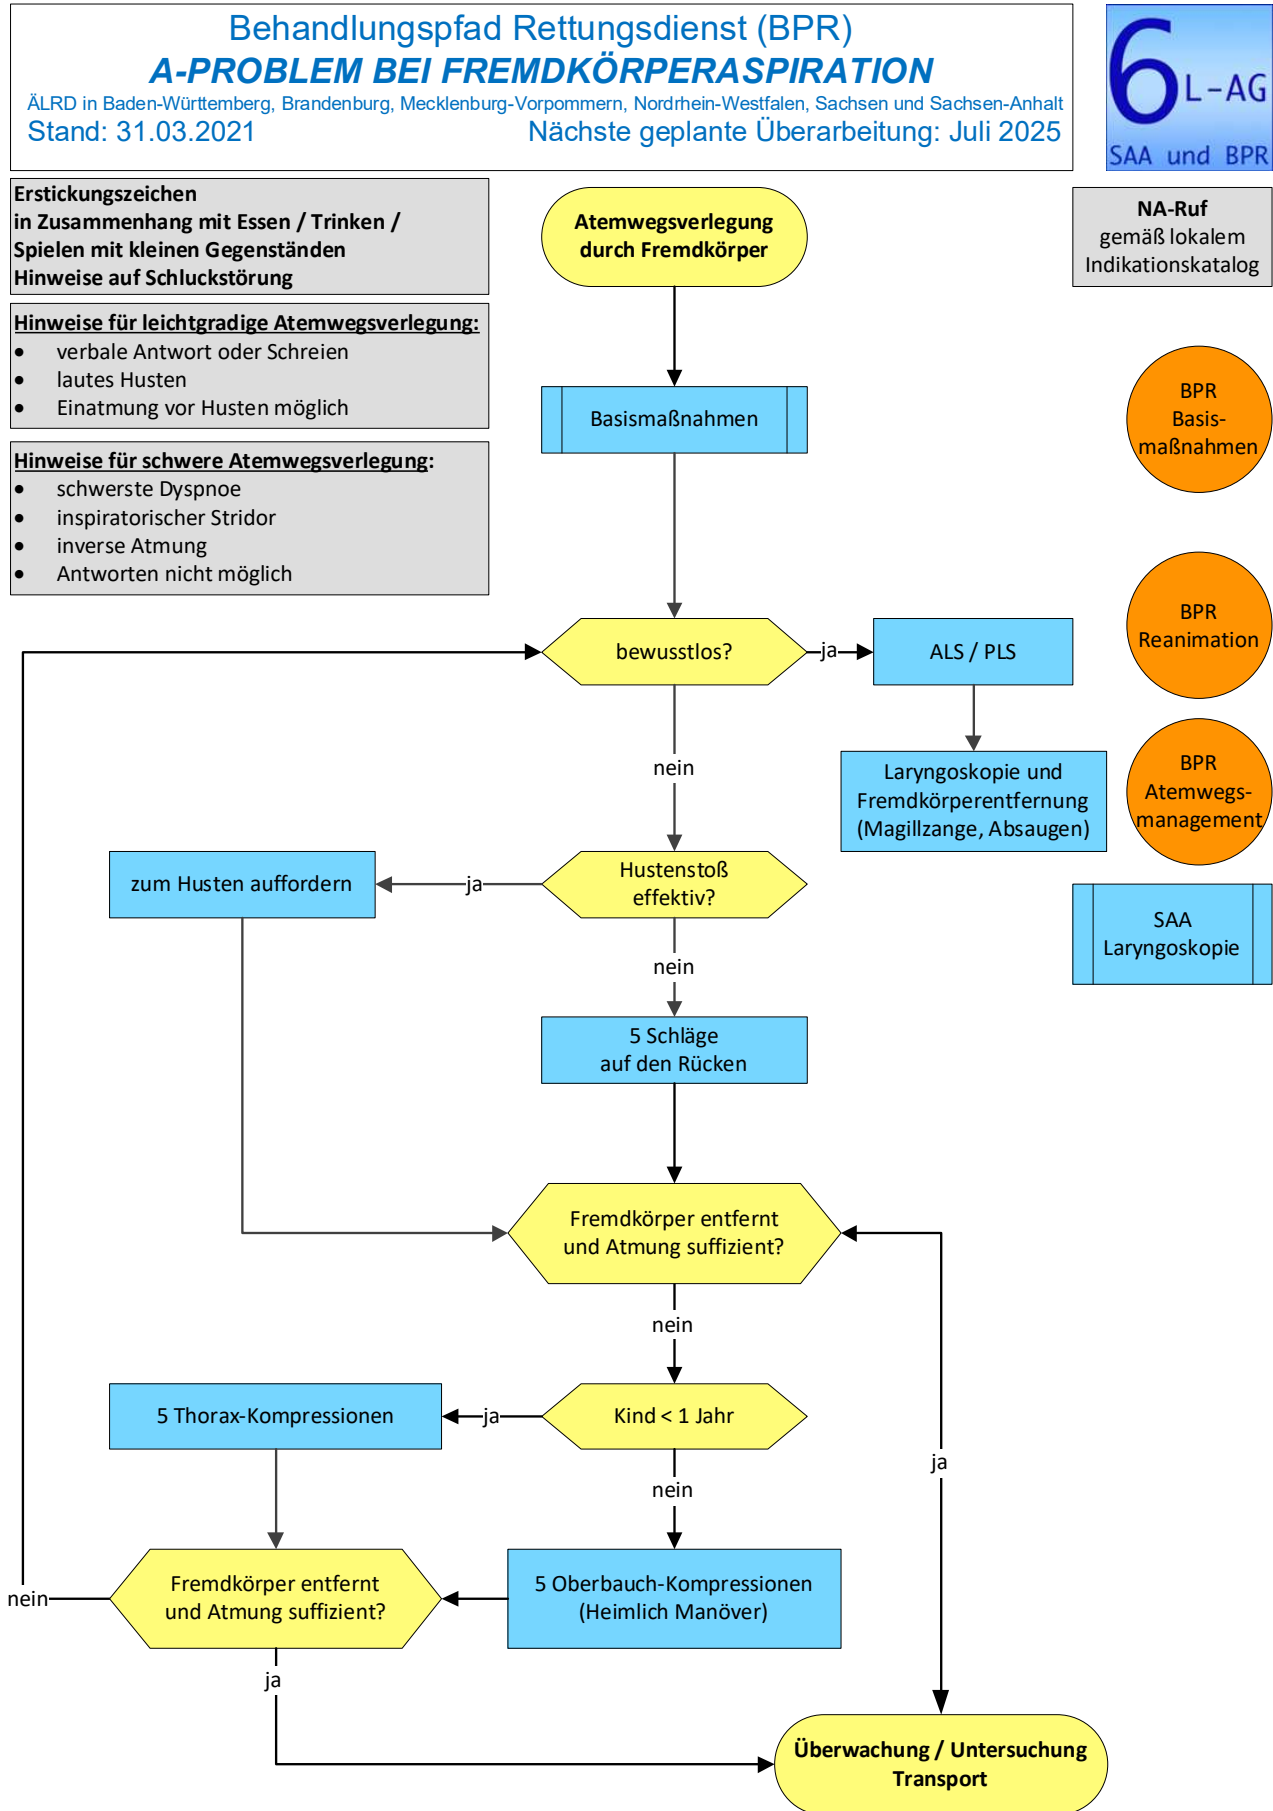 Behandlungspfad Rettungsdienst (BPR)
A-PROBLEM BEI FREMDKÖRPERASPIRATION
ÄLRD in Baden-Württemberg, Brandenburg, Mecklenburg-Vorpommern, Nordrhein-Westfalen, Sachsen und Sachsen-Anhalt
Stand: 31.03.2021 Nächste geplante Überarbeitung: Juli 2025
6L-AG
SAA und BPR
Erstickungszeichen
in Zusammenhang mit Essen / Trinken /
Spielen mit kleinen Gegenständen
Hinweise auf Schluckstörung
Atemwegsverlegung
durch Fremdkörper
NA-Ruf
gemäß lokalem
Indikationskatalog
Hinweise für leichtgradige Atemwegsverlegung:
• verbale Antwort oder Schreien
• lautes Husten
• Einatmung vor Husten möglich
Basismaßnahmen
BPR
Basis-
maßnahmen
Hinweise für schwere Atemwegsverlegung:
• schwerste Dyspnoe
• inspiratorischer Stridor
• inverse Atmung
• Antworten nicht möglich
bewusstlos?
ja
ALS / PLS
BPR
Reanimation
nein
Laryngoskopie und
Fremdkörperentfernung
(Magillzange, Absaugen)
BPR
Atemwegs-
management
zum Husten auffordern
ja
Hustenstoß
effektiv?
SAA
Laryngoskopie
nein
5 Schläge
auf den Rücken
Fremdkörper entfernt
und Atmung suffizient?
nein
5 Thorax-Kompressionen
ja
Kind < 1 Jahr
ja
nein
nein
Fremdkörper entfernt
und Atmung suffizient?
5 Oberbauch-Kompressionen
(Heimlich Manöver)
ja
Überwachung / Untersuchung
Transport